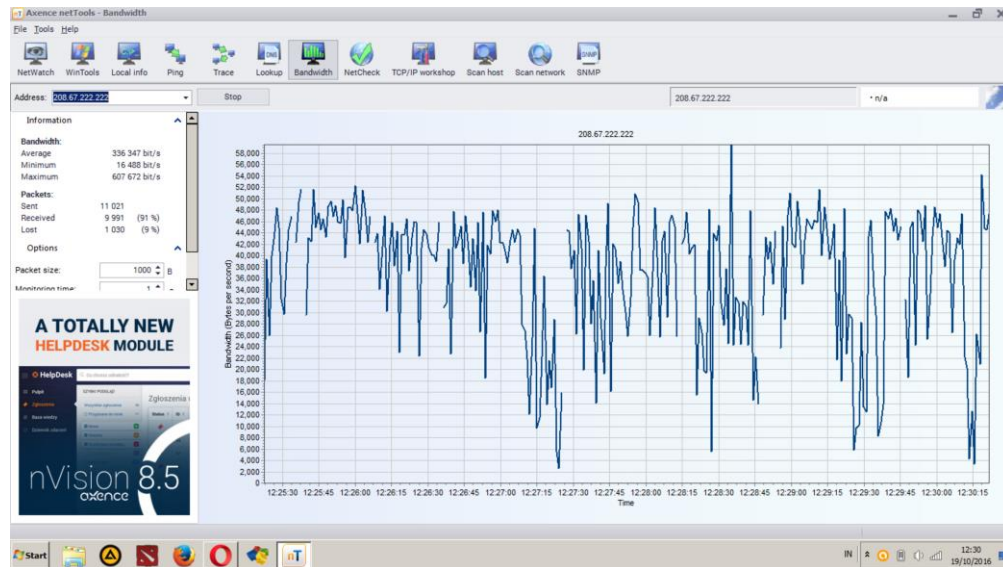 Axence netTools - Bandwidth
File Tools Help
NetWatch WinTools Local info Ping Trace Lookup Bandwidth NetCheck TCP/IP workshop Scan host Scan network SNMP
Address: 208.67.222.222 Stop 208.67.222.222 n/a
Information
Bandwidth:
Average 336 347 bit/s
Minimum 16 488 bit/s
Maximum 607 672 bit/s
Packets:
Sent 11 021
Received 9 991 (91 %)
Lost 1 030 (9 %)
Options
Packet size: 1000 B
Monitoring time: 1
A TOTALLY NEW
HELPDESK MODULE
HelpDesk
Pulpit
Zgłoszenia
Baza wiedzy
Zgłoszenia
nVision 8.5
axence
208.67.222.222
58,000
56,000
54,000
52,000
50,000
48,000
46,000
44,000
42,000
40,000
38,000
36,000
34,000
32,000
30,000
28,000
26,000
24,000
22,000
20,000
18,000
16,000
14,000
12,000
10,000
8,000
6,000
4,000
2,000
0
Bandwidth (Bytes per second)
12:25:30 12:25:45 12:26:00 12:26:15 12:26:30 12:26:45 12:27:00 12:27:15 12:27:30 12:27:45 12:28:00 12:28:15 12:28:30 12:28:45 12:29:00 12:29:15 12:29:30 12:29:45 12:30:00 12:30:15
Time
Start nT IN 12:30
19/10/2016